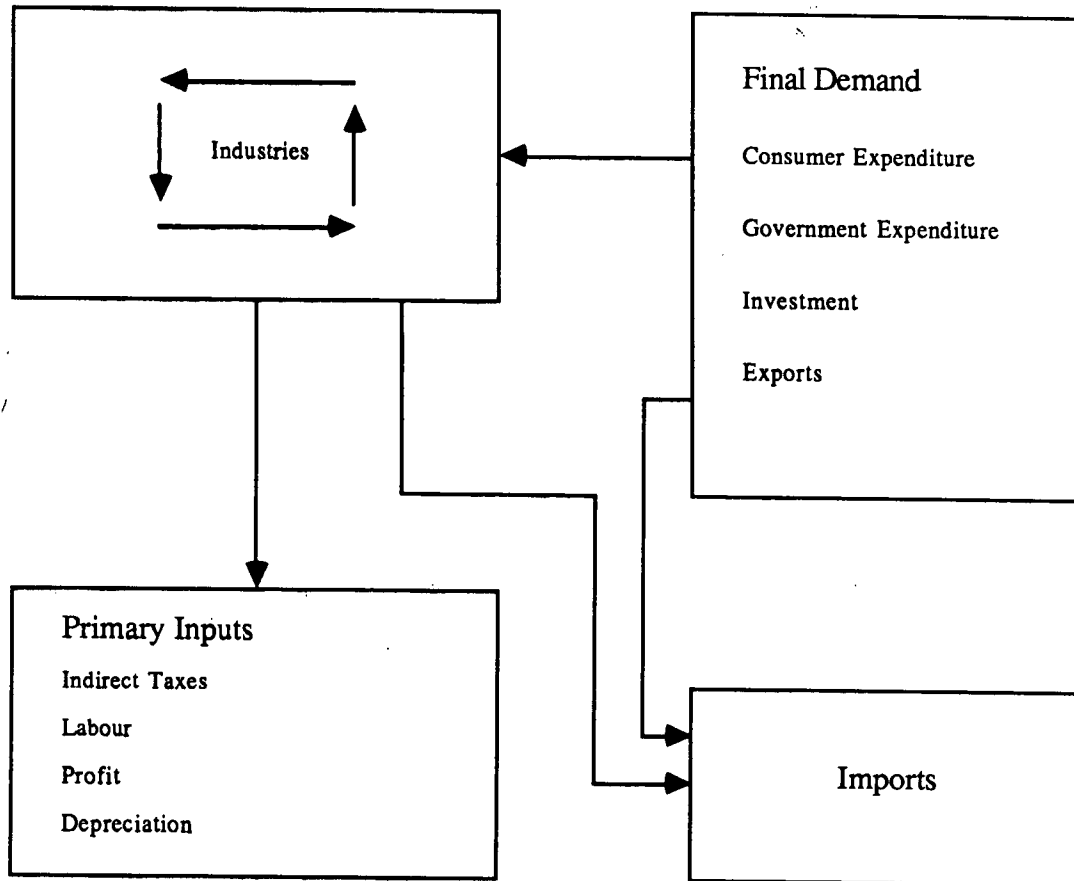 Industries
Final Demand
Consumer Expenditure
Government Expenditure
Investment
Exports
Primary Inputs
Indirect Taxes
Labour
Profit
Depreciation
Imports